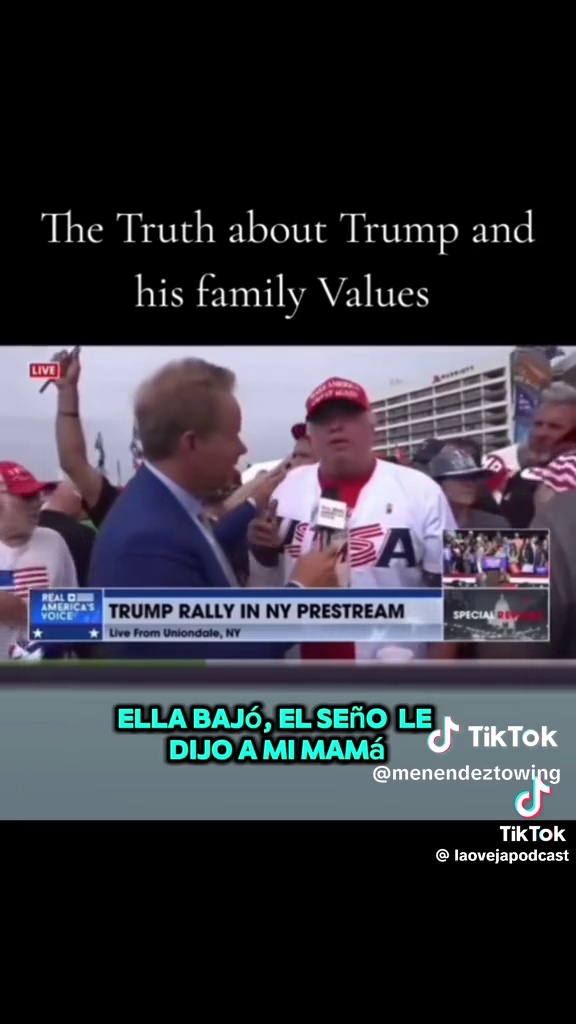 The Truth about Trump and
his family Values
LIVE
MARRIOTT
USA
REAL
AMERICA'S
VOICE
TRUMP RALLY IN NY PRESTREAM
Live From Uniondale, NY
SPECIAL
ELLA BAJó, EL SEñO LE
DIJO A MI MAMá
TikTok
@menendeztowing
TikTok
@ laovejapodcast